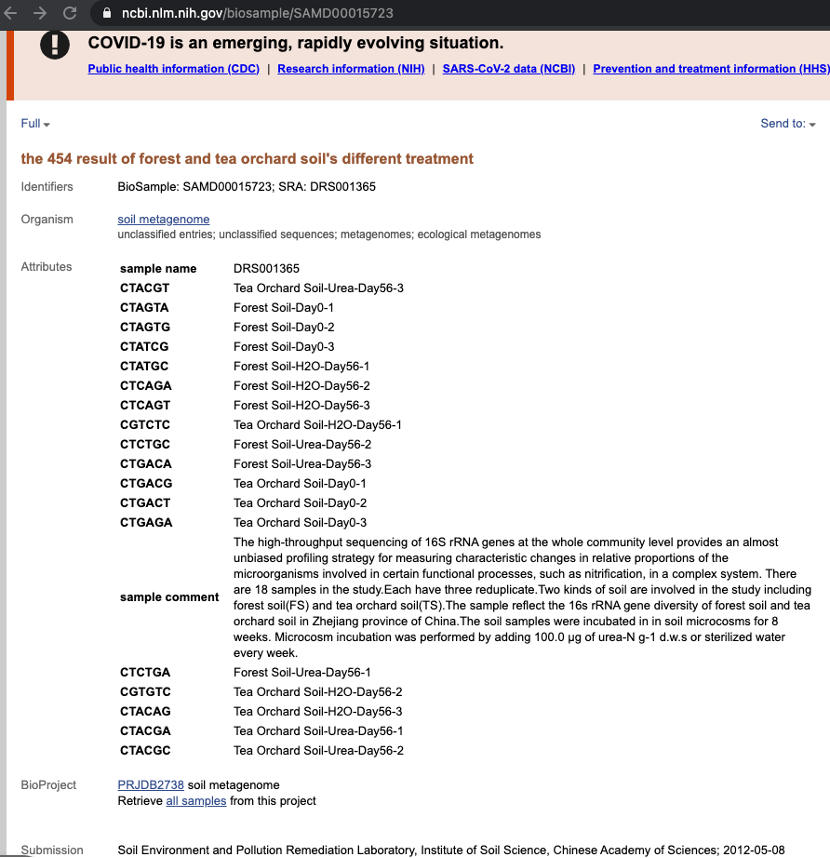 ncbi.nlm.nih.gov/biosample/SAMD00015723
COVID-19 is an emerging, rapidly evolving situation.
Public health information (CDC) | Research information (NIH) | SARS-CoV-2 data (NCBI) | Prevention and treatment information (HHS)
Full
Send to:
the 454 result of forest and tea orchard soil's different treatment
Identifiers BioSample: SAMD00015723; SRA: DRS001365
Organism soil metagenome
unclassified entries; unclassified sequences; metagenomes; ecological metagenomes
Attributes sample name DRS001365
CTACGT Tea Orchard Soil-Urea-Day56-3
CTAGTA Forest Soil-Day0-1
CTAGTG Forest Soil-Day0-2
CTATCG Forest Soil-Day0-3
CTATGC Forest Soil-H2O-Day56-1
CTCAGA Forest Soil-H2O-Day56-2
CTCAGT Forest Soil-H2O-Day56-3
CGTCTC Tea Orchard Soil-H2O-Day56-1
CTCTGC Forest Soil-Urea-Day56-2
CTGACA Forest Soil-Urea-Day56-3
CTGACG Tea Orchard Soil-Day0-1
CTGACT Tea Orchard Soil-Day0-2
CTGAGA Tea Orchard Soil-Day0-3
The high-throughput sequencing of 16S rRNA genes at the whole community level provides an almost
unbiased profiling strategy for measuring characteristic changes in relative proportions of the
microorganisms involved in certain functional processes, such as nitrification, in a complex system. There
are 18 samples in the study.Each have three reduplicate.Two kinds of soil are involved in the study including
sample comment forest soil(FS) and tea orchard soil(TS).The sample reflect the 16s rRNA gene diversity of forest soil and tea
orchard soil in Zhejiang province of China.The soil samples were incubated in in soil microcosms for 8
weeks. Microcosm incubation was performed by adding 100.0 μg of urea-N g-1 d.w.s or sterilized water
every week.
CTCTGA Forest Soil-Urea-Day56-1
CGTGTC Tea Orchard Soil-H2O-Day56-2
CTACAG Tea Orchard Soil-H2O-Day56-3
CTACGA Tea Orchard Soil-Urea-Day56-1
CTACGC Tea Orchard Soil-Urea-Day56-2
BioProject PRJDB2738 soil metagenome
Retrieve all samples from this project
Submission Soil Environment and Pollution Remediation Laboratory, Institute of Soil Science, Chinese Academy of Sciences; 2012-05-08